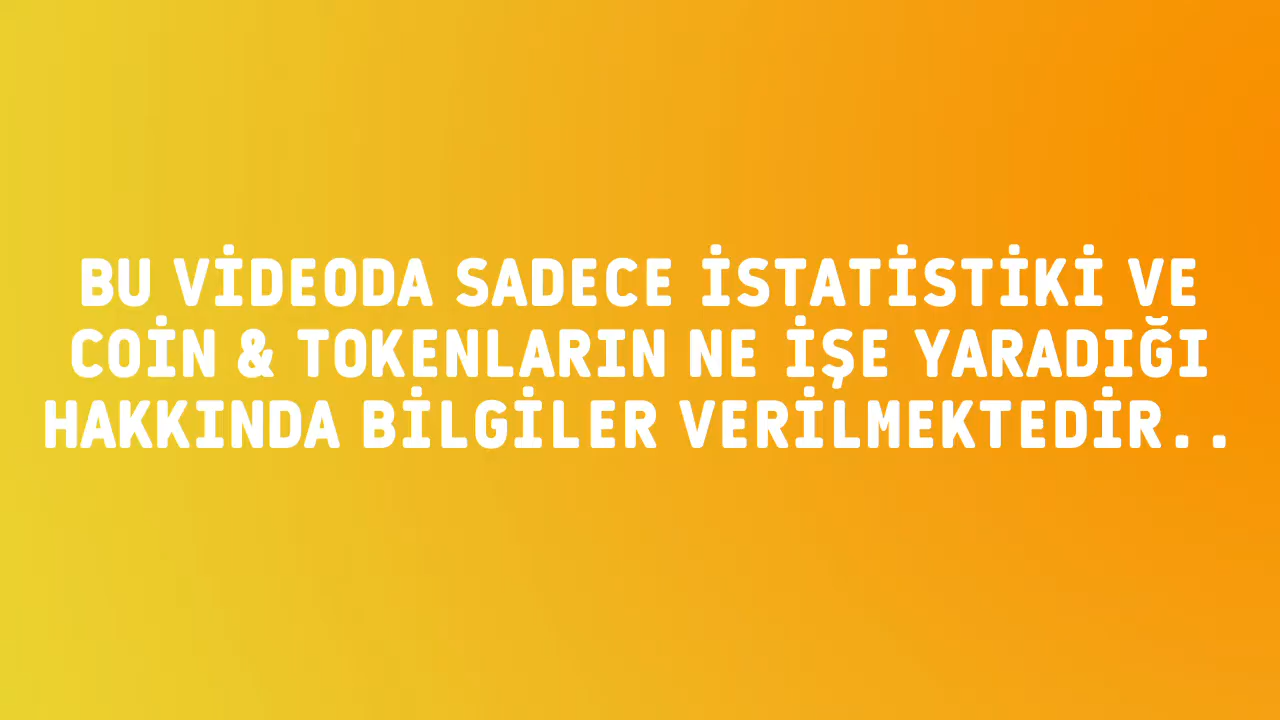 BU VİDEODA SADECE İSTATİSTİKİ VE
COİN & TOKENLARIN NE İŞE YARADIĞI
HAKKINDA BİLGİLER VERİLMEKTEDİR..